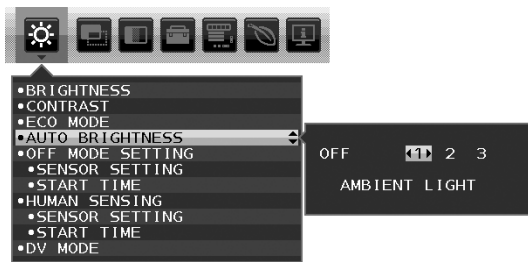 •BRIGHTNESS
•CONTRAST
•ECO MODE
•AUTO BRIGHTNESS
•OFF MODE SETTING
•SENSOR SETTING
•START TIME
•HUMAN SENSING
•SENSOR SETTING
•START TIME
•DV MODE
OFF 1 2 3
AMBIENT LIGHT